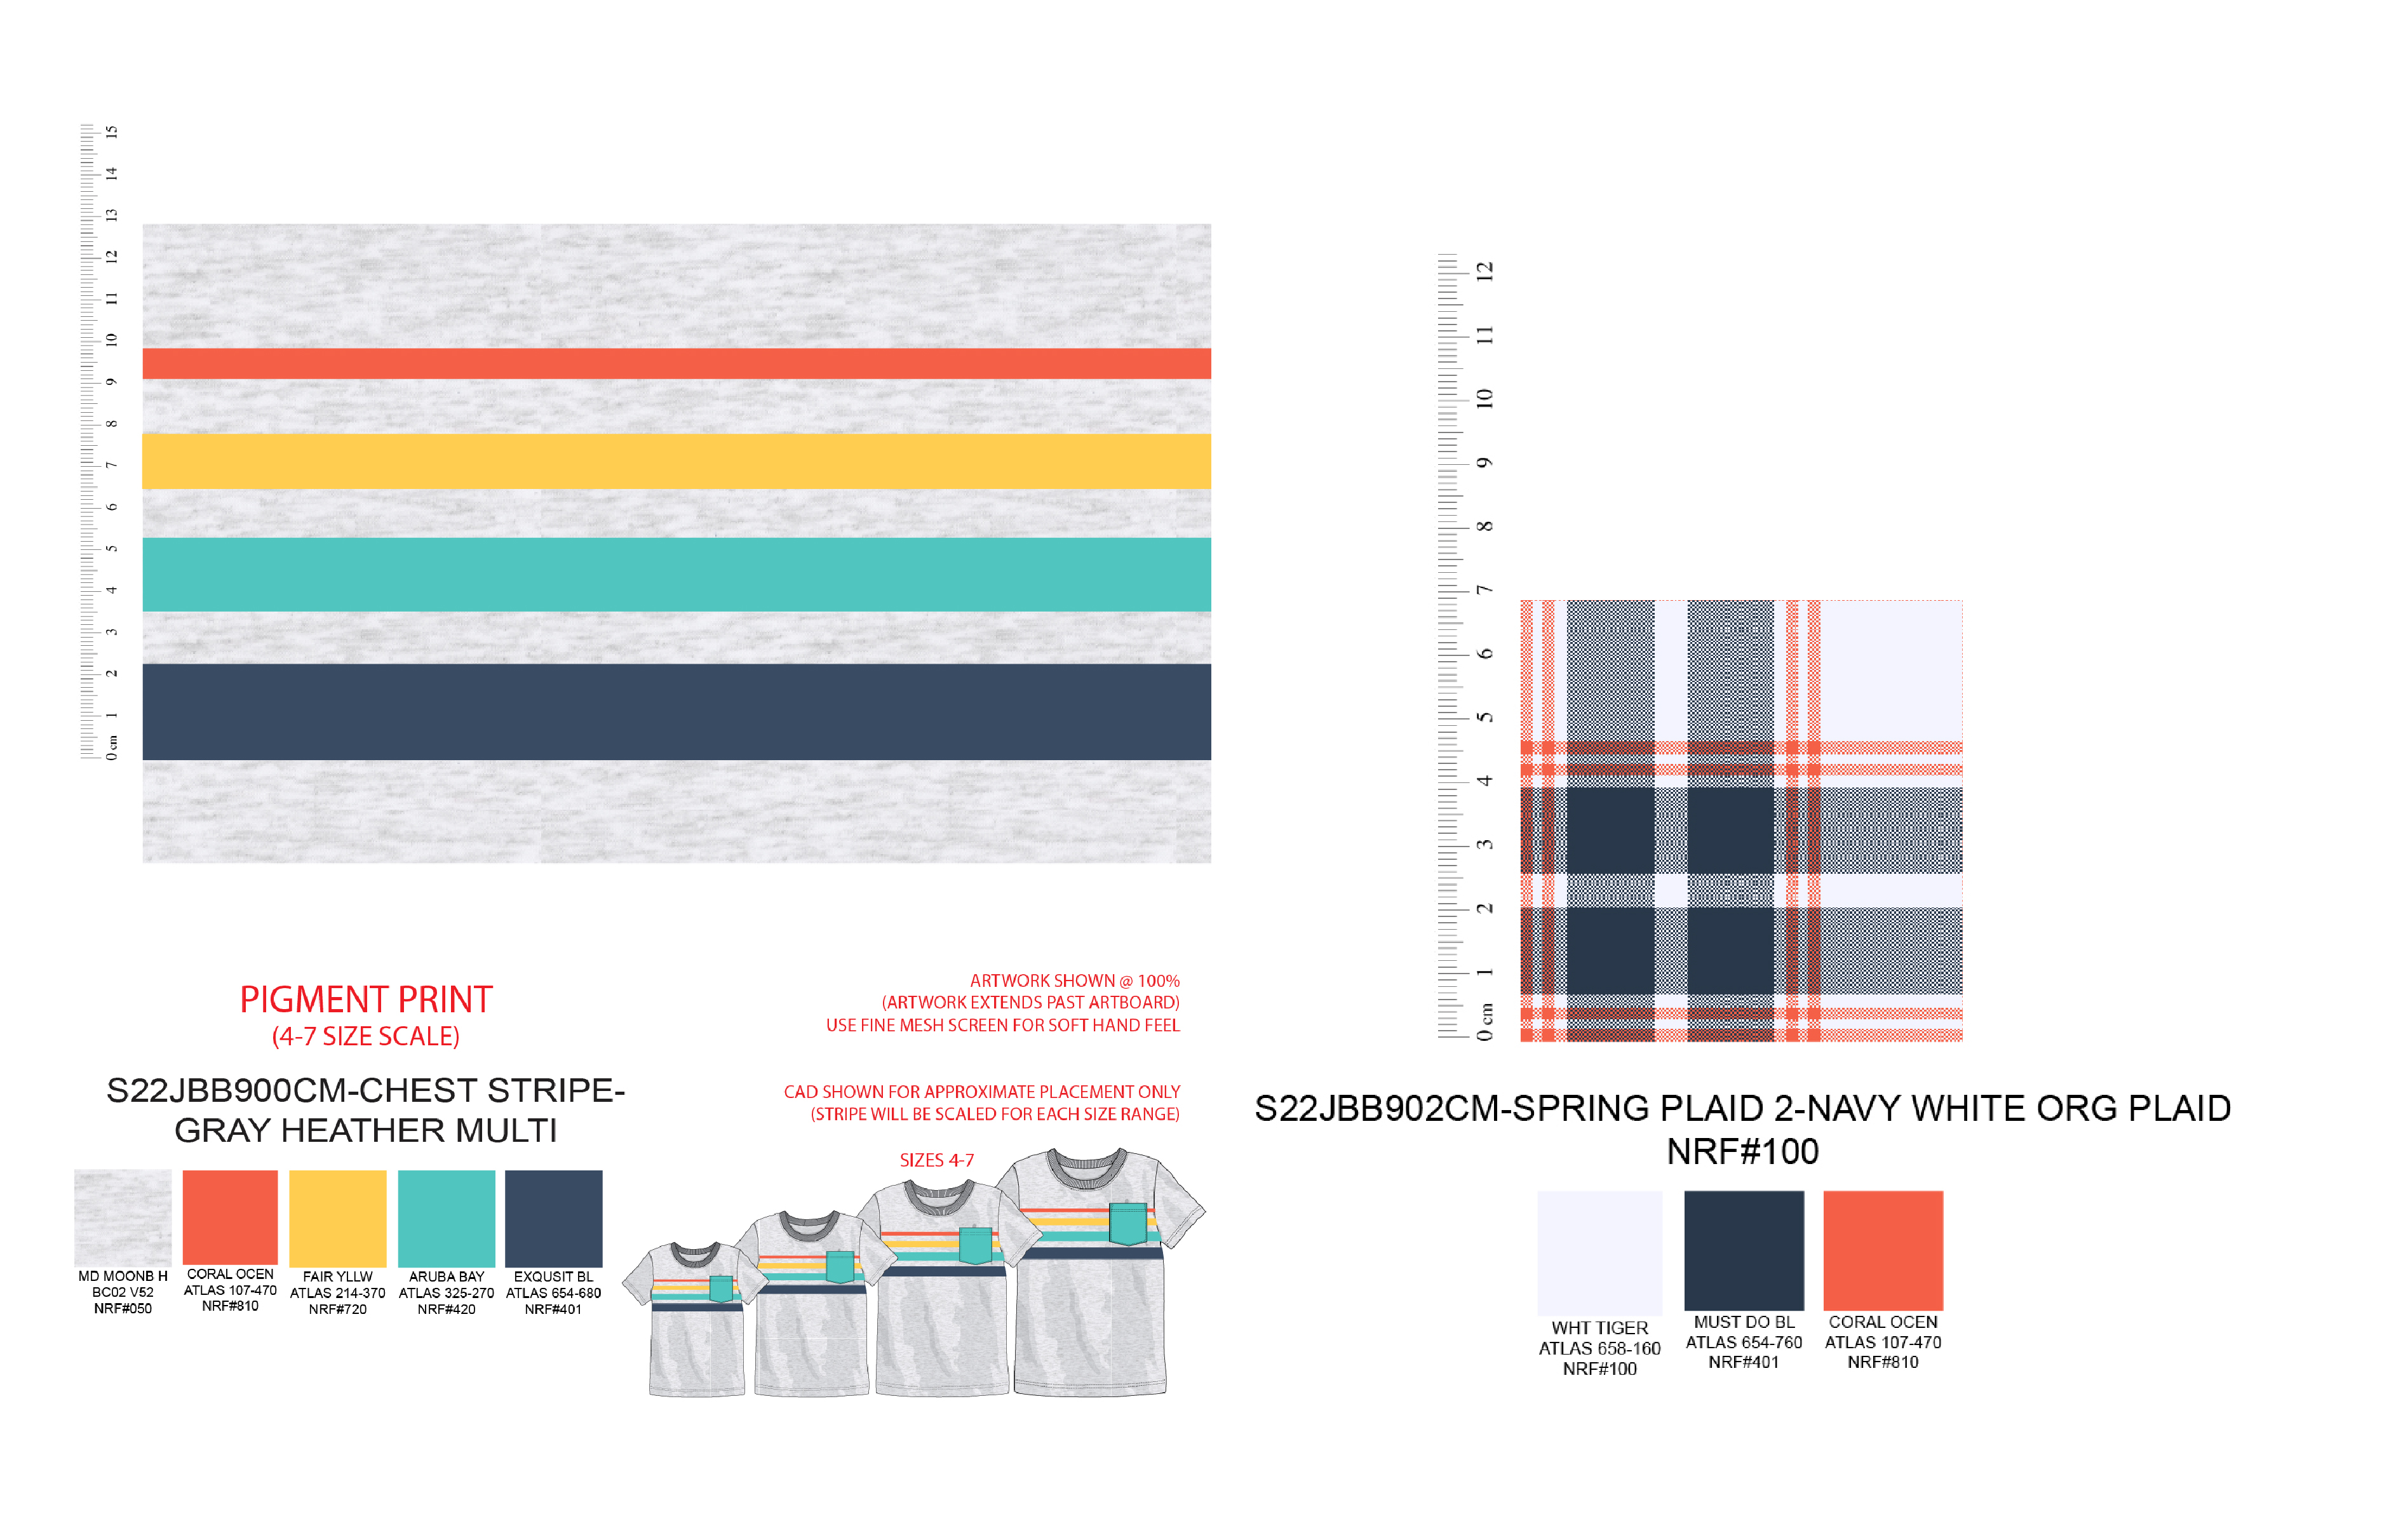 15
14
13
12
11
10
9
8
7
6
5
4
3
2
1
0 cm
PIGMENT PRINT
(4-7 SIZE SCALE)
S22JBB900CM-CHEST STRIPE-
GRAY HEATHER MULTI
MD MOONB H
BC02 V52
NRF#050
CORAL OCEN
ATLAS 107-470
NRF#810
FAIR YLLW
ATLAS 214-370
NRF#720
ARUBA BAY
ATLAS 325-270
NRF#420
EXQUSIT BL
ATLAS 654-680
NRF#401
ARTWORK SHOWN @ 100%
(ARTWORK EXTENDS PAST ARTBOARD)
USE FINE MESH SCREEN FOR SOFT HAND FEEL
CAD SHOWN FOR APPROXIMATE PLACEMENT ONLY
(STRIPE WILL BE SCALED FOR EACH SIZE RANGE)
SIZES 4-7
12
11
10
9
8
7
6
5
4
3
2
1
0 cm
S22JBB902CM-SPRING PLAID 2-NAVY WHITE ORG PLAID
NRF#100
WHT TIGER
ATLAS 658-160
NRF#100
MUST DO BL
ATLAS 654-760
NRF#401
CORAL OCEN
ATLAS 107-470
NRF#810